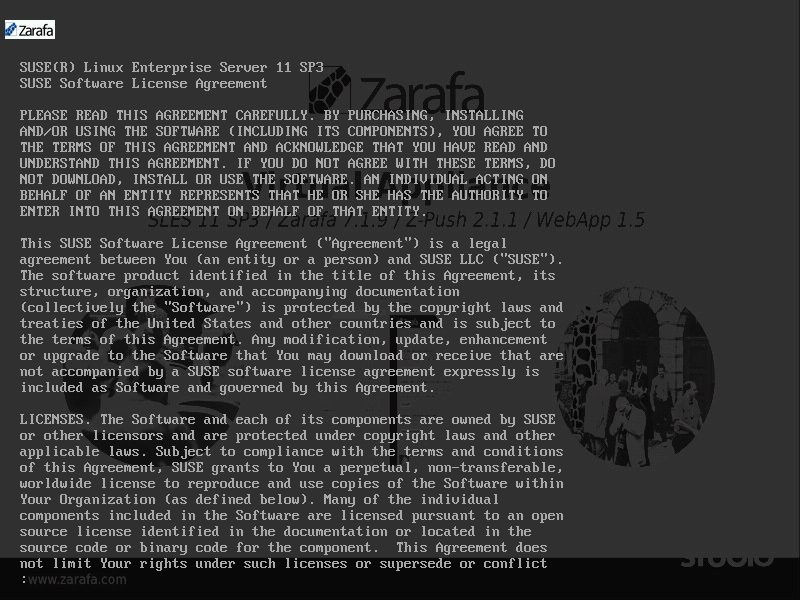 Zarafa
SUSE(R) Linux Enterprise Server 11 SP3
SUSE Software License Agreement
Zarafa
PLEASE READ THIS AGREEMENT CAREFULLY. BY PURCHASING, INSTALLING
AND/OR USING THE SOFTWARE (INCLUDING ITS COMPONENTS), YOU AGREE TO
THE TERMS OF THIS AGREEMENT AND ACKNOWLEDGE THAT YOU HAVE READ AND
UNDERSTAND THIS AGREEMENT. IF YOU DO NOT AGREE WITH THESE TERMS, DO
NOT DOWNLOAD, INSTALL OR USE THE SOFTWARE. AN INDIVIDUAL ACTING ON
BEHALF OF AN ENTITY REPRESENTS THAT HE OR SHE HAS THE AUTHORITY TO
ENTER INTO THIS AGREEMENT ON BEHALF OF THAT ENTITY.
Virtual Appliance
SLES 11 SP3 / Zarafa 7.1.9 / Z-Push 2.1.1 / WebApp 1.5
This SUSE Software License Agreement ("Agreement") is a legal
agreement between You (an entity or a person) and SUSE LLC ("SUSE").
The software product identified in the title of this Agreement, its
structure, organization, and accompanying documentation
(collectively the "Software") is protected by the copyright laws and
treaties of the United States and other countries and is subject to
the terms of this Agreement. Any modification, update, enhancement
or upgrade to the Software that You may download or receive that are
not accompanied by a SUSE software license agreement expressly is
included as Software and governed by this Agreement.
LICENSES. The Software and each of its components are owned by SUSE
or other licensors and are protected under copyright laws and other
applicable laws. Subject to compliance with the terms and conditions
of this Agreement, SUSE grants to You a perpetual, non-transferable,
worldwide license to reproduce and use copies of the Software within
Your Organization (as defined below). Many of the individual
components included in the Software are licensed pursuant to an open
source license identified in the documentation or located in the
source code or binary code for the component.  This Agreement does
not limit Your rights under such licenses or supersede or conflict
STUDIO
:
www.zarafa.com